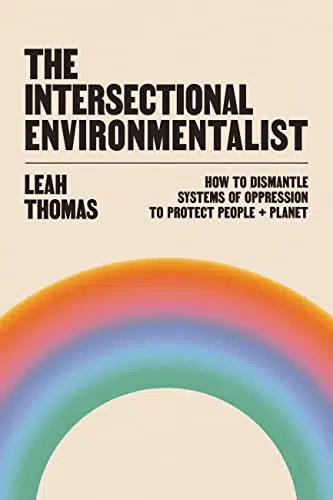 THE
INTERSECTIONAL
ENVIRONMENTALIST
LEAH
THOMAS
HOW TO DISMANTLE
SYSTEMS OF OPPRESSION
TO PROTECT PEOPLE + PLANET